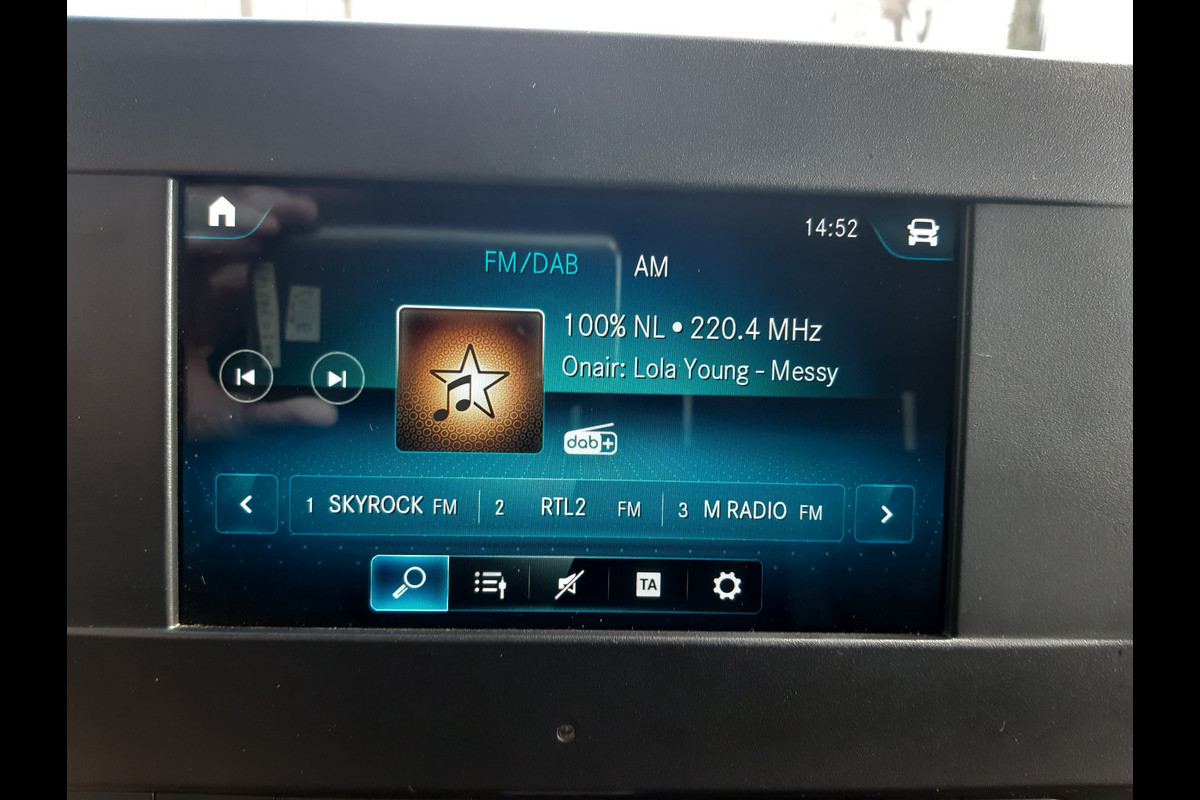 14:52
FM/DAB AM
100% NL • 220.4 MHz
Onair: Lola Young - Messy
dab+
1 SKYROCK FM 2 RTL2 FM 3 M RADIO FM
TA